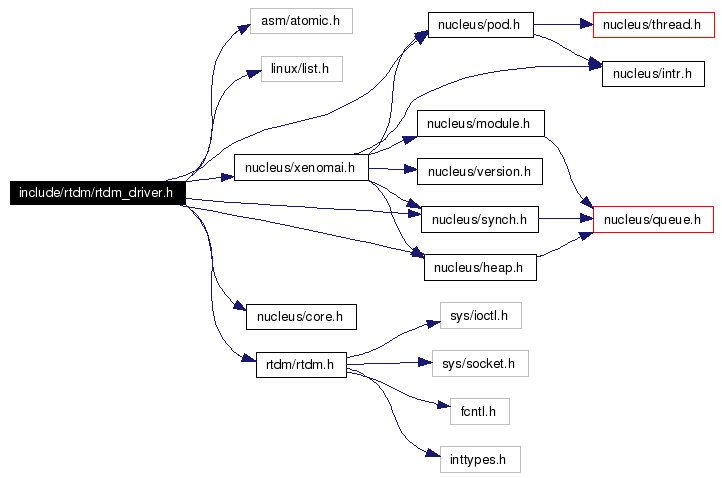 asm/atomic.h
nucleus/pod.h
nucleus/thread.h
linux/list.h
nucleus/intr.h
nucleus/module.h
nucleus/xenomai.h
nucleus/version.h
include/rtdm/rtdm_driver.h
nucleus/synch.h
nucleus/queue.h
nucleus/heap.h
nucleus/core.h
sys/ioctl.h
rtdm/rtdm.h
sys/socket.h
fcntl.h
inttypes.h